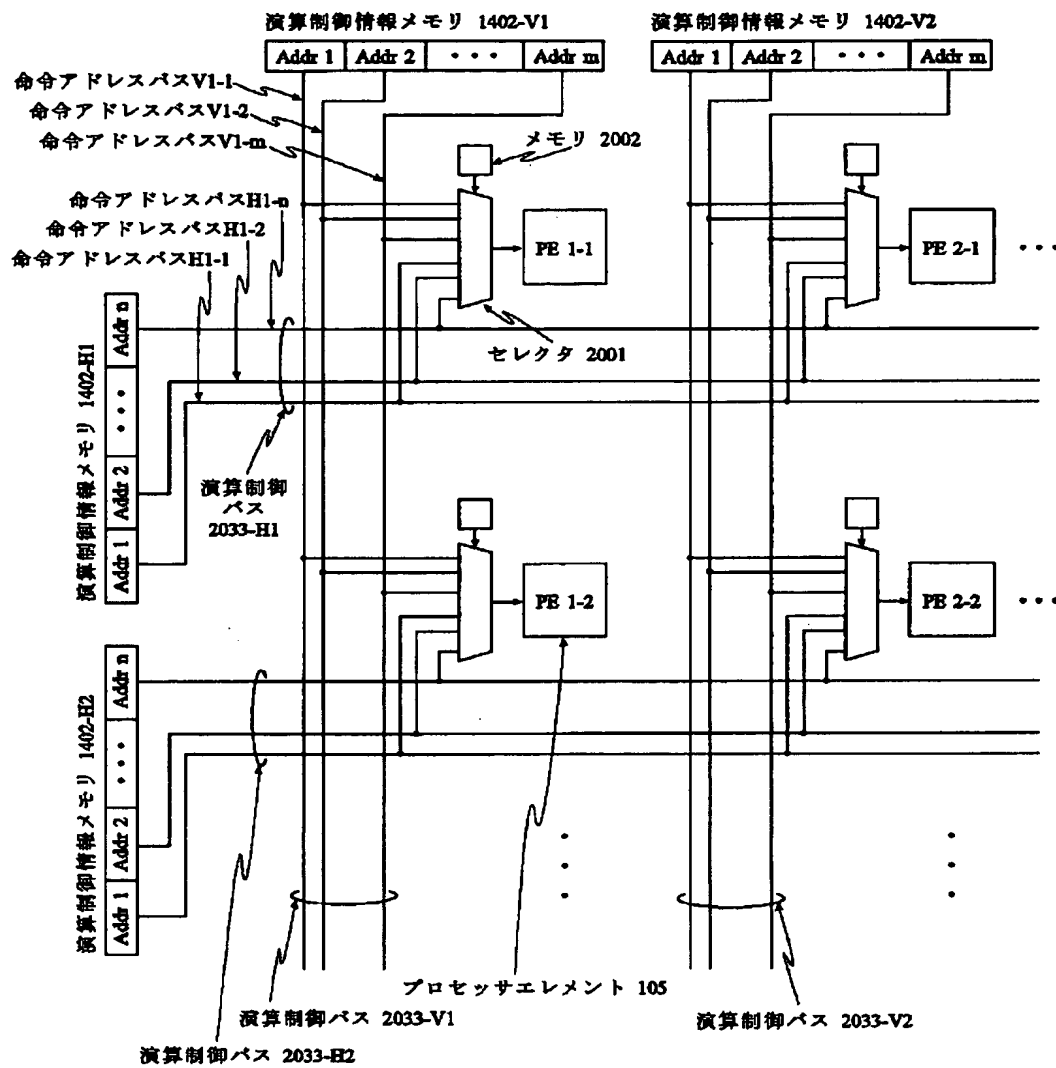 演算制御情報メモリ 1402-V1
演算制御情報メモリ 1402-V2
Addr 1 Addr 2 ・・・ Addr m
Addr 1 Addr 2 ・・・ Addr m
命令アドレスバスV1-1
命令アドレスバスV1-2
命令アドレスバスV1-m
メモリ 2002
命令アドレスバスH1-n
命令アドレスバスH1-2
命令アドレスバスH1-1
PE 1-1
PE 2-1
・・・
セレクタ 2001
演算制御情報メモリ 1402-H1
Addr n
・・・
Addr 2
Addr 1
演算制御
バス
2033-H1
PE 1-2
PE 2-2
・・・
演算制御情報メモリ 1402-H2
Addr n
・・・
Addr 2
Addr 1
プロセッサエレメント 105
演算制御バス 2033-V1
演算制御バス 2033-V2
演算制御バス 2033-H2